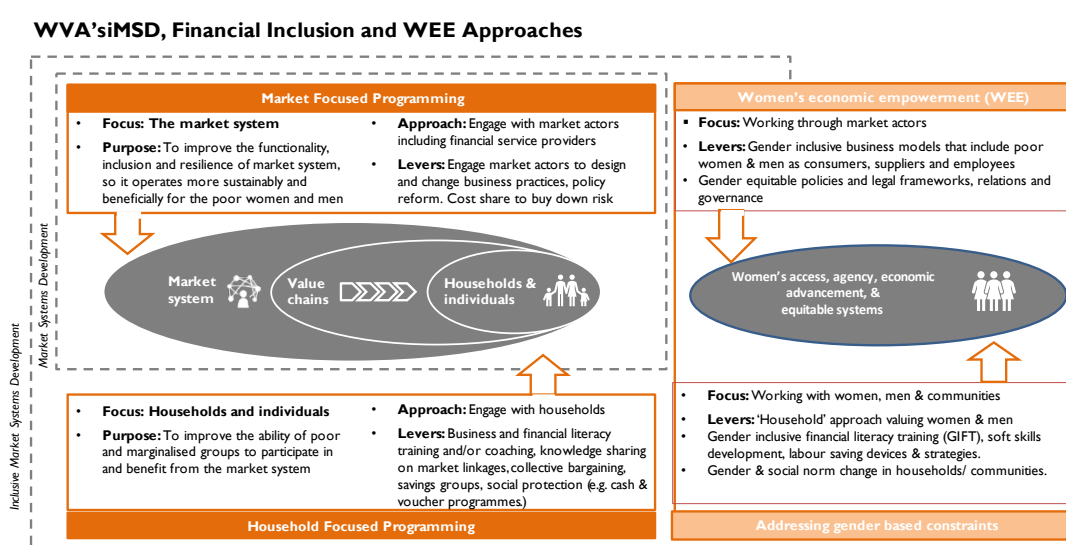 WVA'siMSD, Financial Inclusion and WEE Approaches
Market Focused Programming
• Focus: The market system
• Purpose: To improve the functionality,
inclusion and resilience of market system,
so it operates more sustainably and
beneficially for the poor women and men
• Approach: Engage with market actors
including financial service providers
• Levers: Engage market actors to design
and change business practices, policy
reform. Cost share to buy down risk
Women's economic empowerment (WEE)
▪ Focus: Working through market actors
• Levers: Gender inclusive business models that include poor
women & men as consumers, suppliers and employees
• Gender equitable policies and legal frameworks, relations and
governance
Inclusive Market Systems Development
Market Systems Development
Market
system
Value
chains
Households &
individuals
Women's access, agency, economic
advancement, &
equitable systems
• Focus: Households and individuals
• Purpose: To improve the ability of poor
and marginalised groups to participate in
and benefit from the market system
• Approach: Engage with households
• Levers: Business and financial literacy
training and/or coaching, knowledge sharing
on market linkages, collective bargaining,
savings groups, social protection (e.g. cash &
voucher programmes.)
Household Focused Programming
• Focus: Working with women, men & communities
• Levers: 'Household' approach valuing women & men
• Gender inclusive financial literacy training (GIFT), soft skills
development, labour saving devices & strategies.
• Gender & social norm change in households/ communities.
Addressing gender based constraints